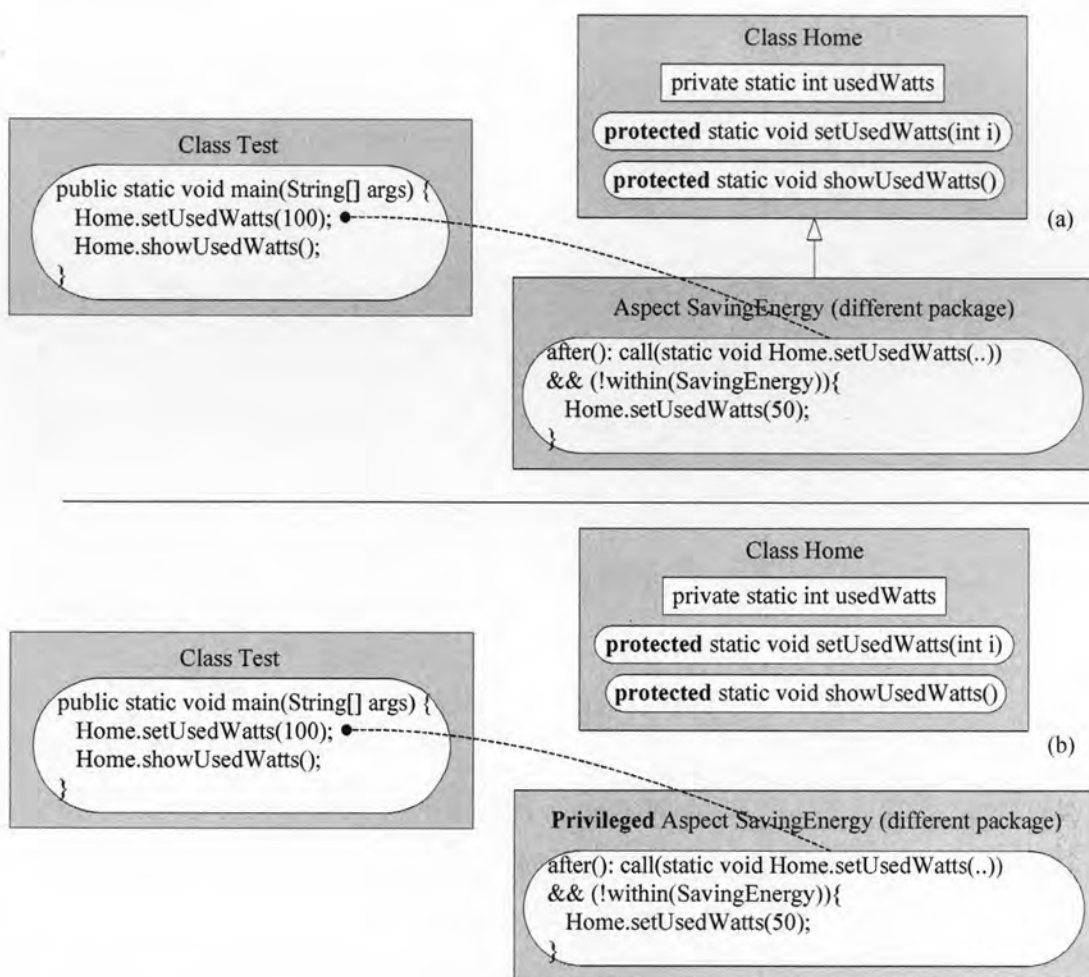 Class Home
private static int usedWatts
protected static void setUsedWatts(int i)
protected static void showUsedWatts()
(a)
Class Test
public static void main(String[] args) {
Home.setUsedWatts(100);
Home.showUsedWatts();
}
Aspect SavingEnergy (different package)
after(): call(static void Home.setUsedWatts(..))
&& (!within(SavingEnergy)){
Home.setUsedWatts(50);
}
Class Home
private static int usedWatts
protected static void setUsedWatts(int i)
protected static void showUsedWatts()
(b)
Class Test
public static void main(String[] args) {
Home.setUsedWatts(100);
Home.showUsedWatts();
}
Privileged Aspect SavingEnergy (different package)
after(): call(static void Home.setUsedWatts(..))
&& (!within(SavingEnergy)){
Home.setUsedWatts(50);
}